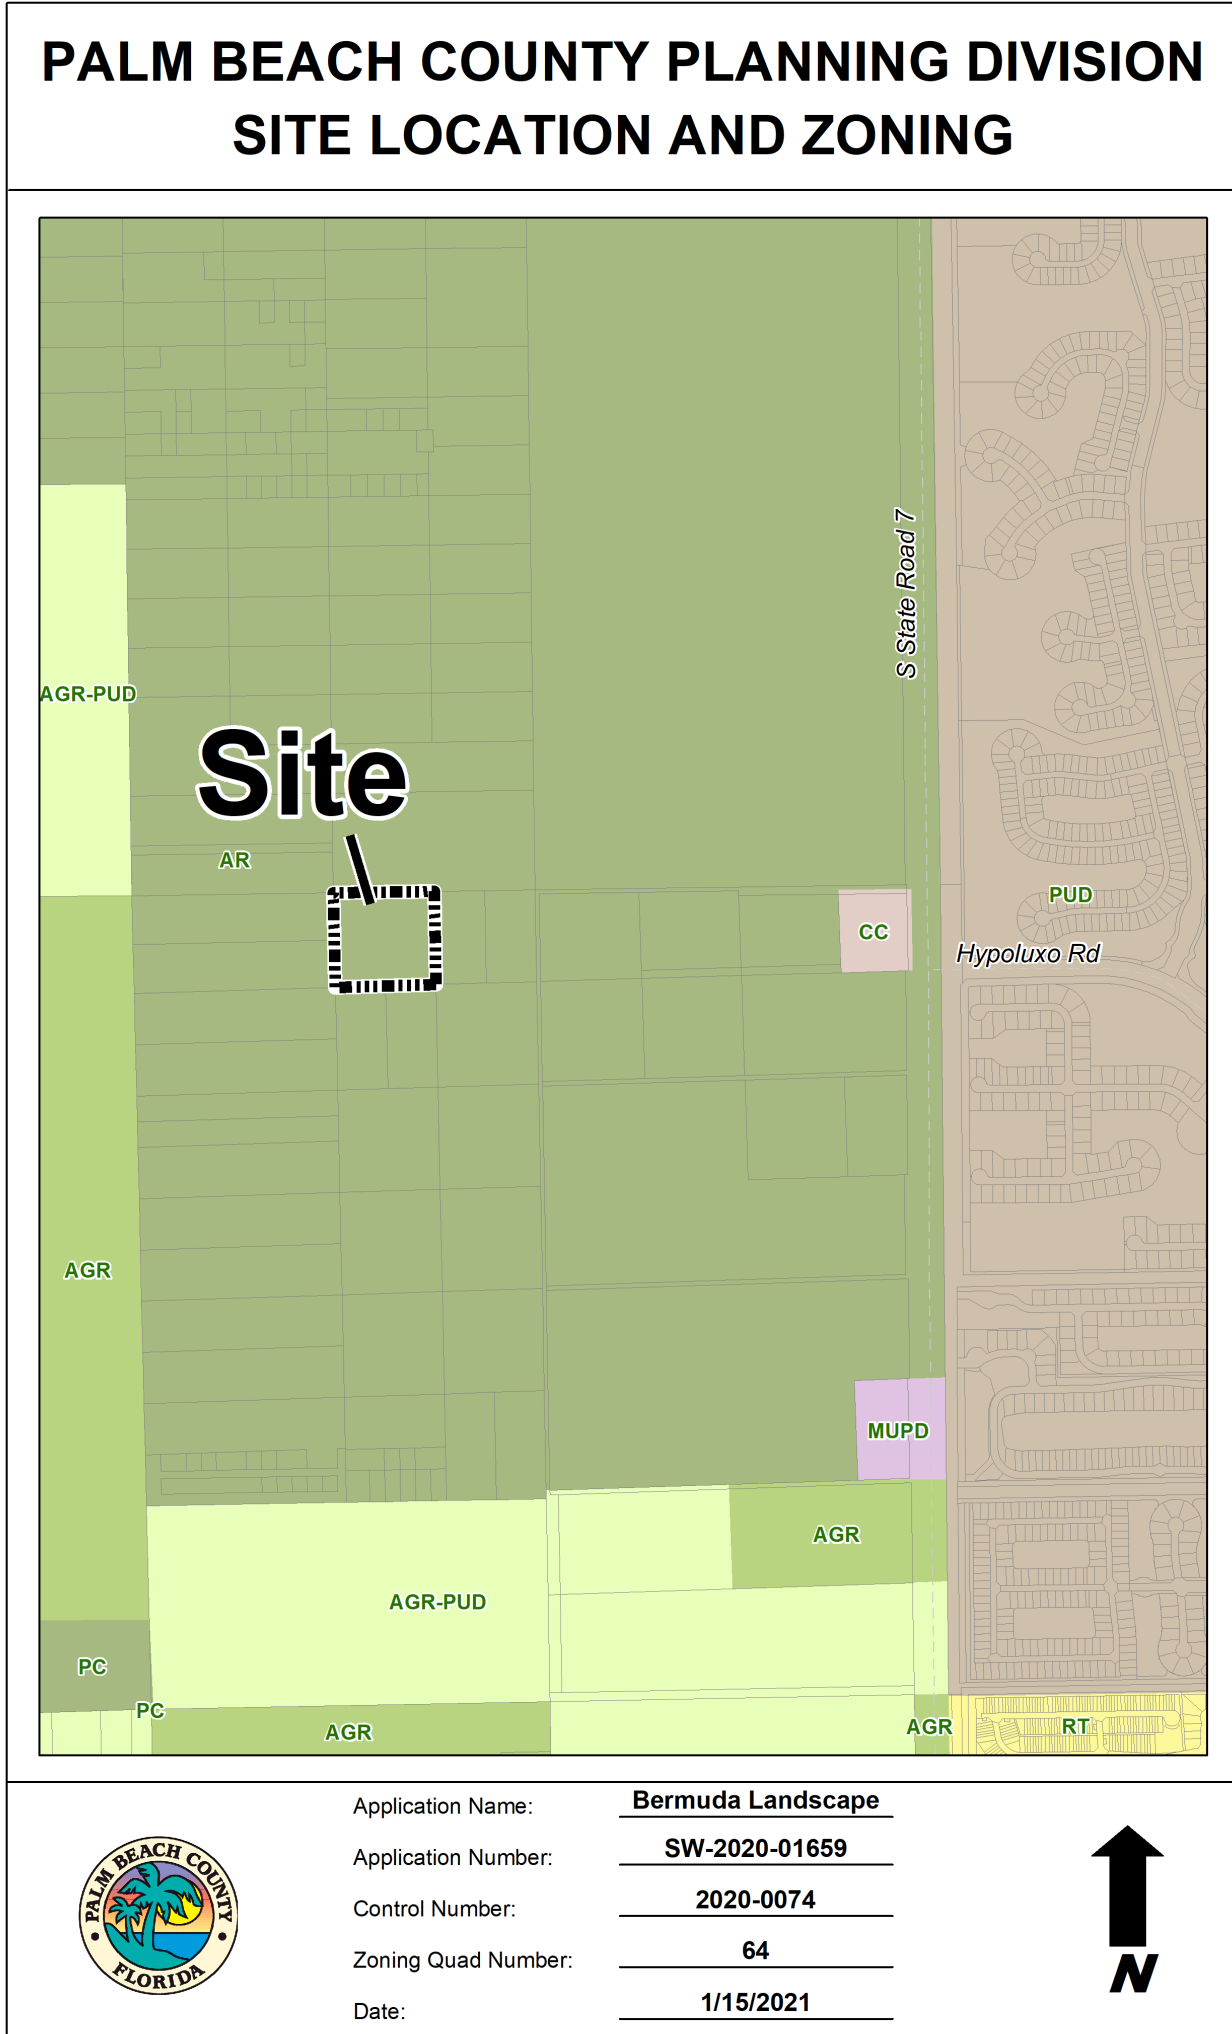 PALM BEACH COUNTY PLANNING DIVISION
SITE LOCATION AND ZONING
S State Road 7
AGR-PUD
Site
AR
PUD
CC
Hypoluxo Rd
AGR
MUPD
AGR
AGR-PUD
PC
PC
AGR
AGR
RT
PALM BEACH COUNTY
FLORIDA
Application Name: Bermuda Landscape
Application Number: SW-2020-01659
Control Number: 2020-0074
Zoning Quad Number: 64
Date: 1/15/2021
N